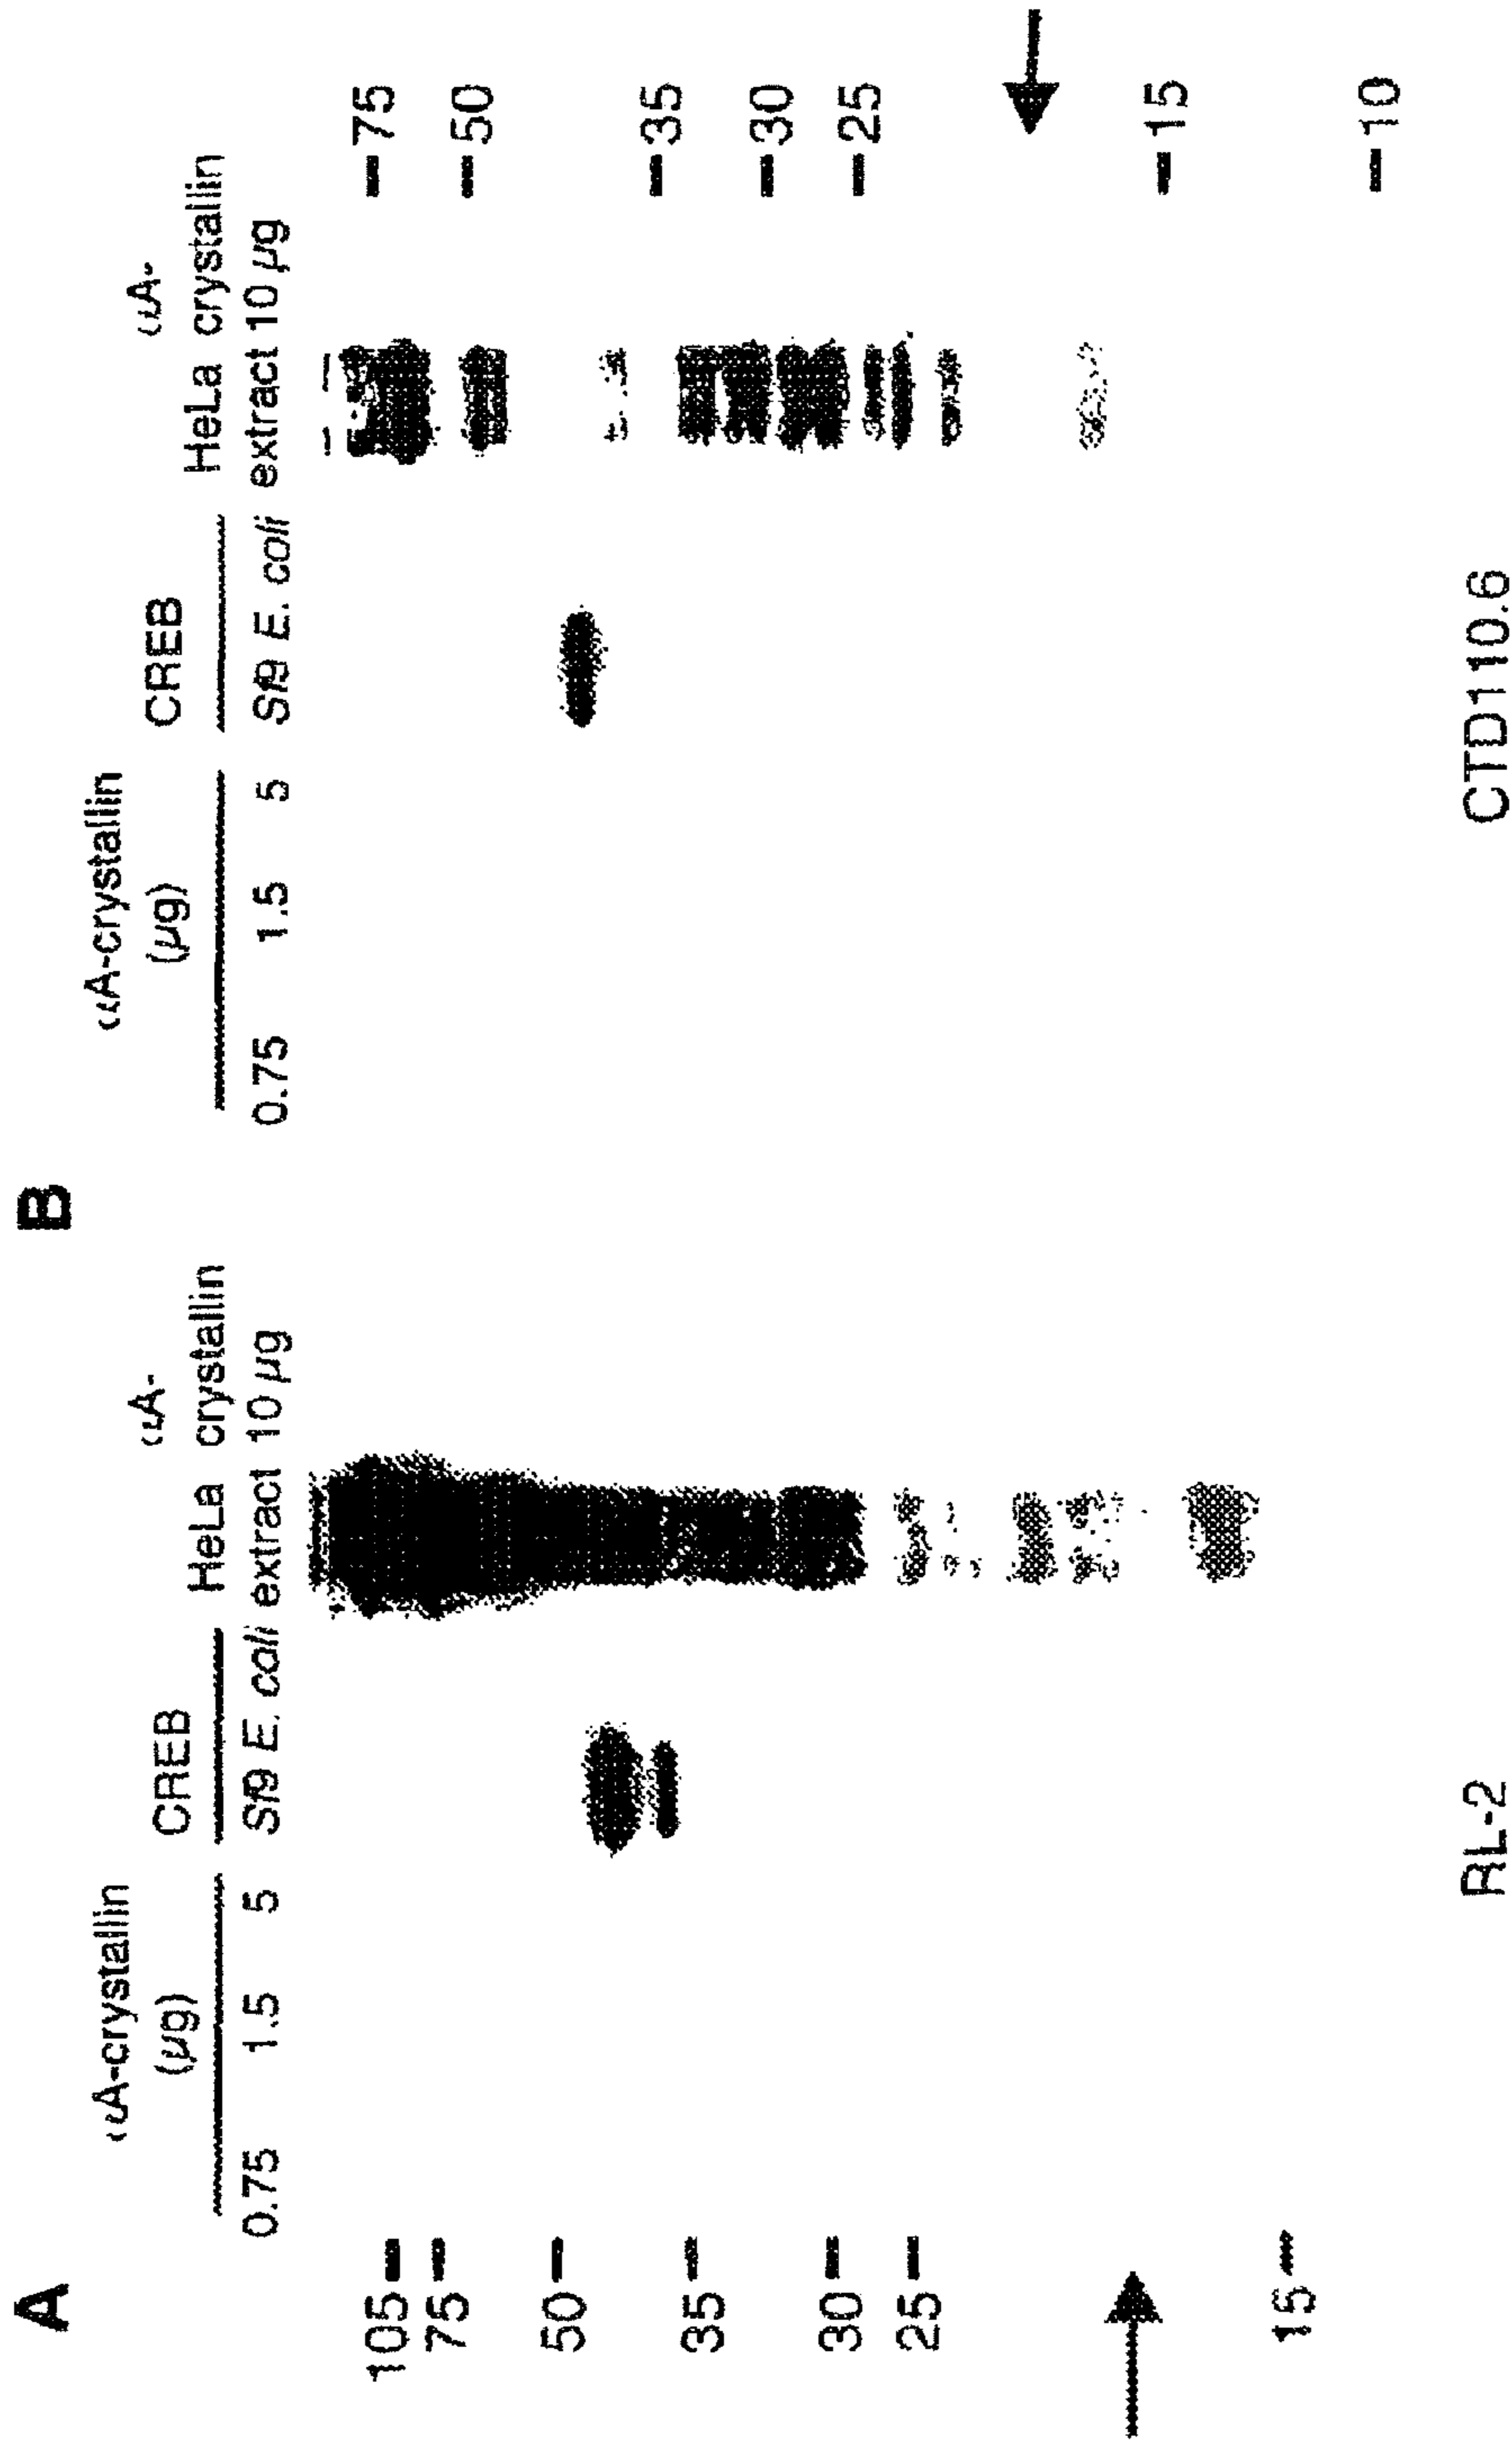 A
αA-crystallin
(µg)
CREB
αA-
HeLa crystallin
0.75 1.5 5 Sf9 E. coli extract 10 µg
105
75
50
35
30
25
15
RL-2
B
αA-crystallin
(µg)
CREB
αA-
HeLa crystallin
0.75 1.5 5 Sf9 E. coli extract 10 µg
75
50
35
30
25
15
10
CTD110.6